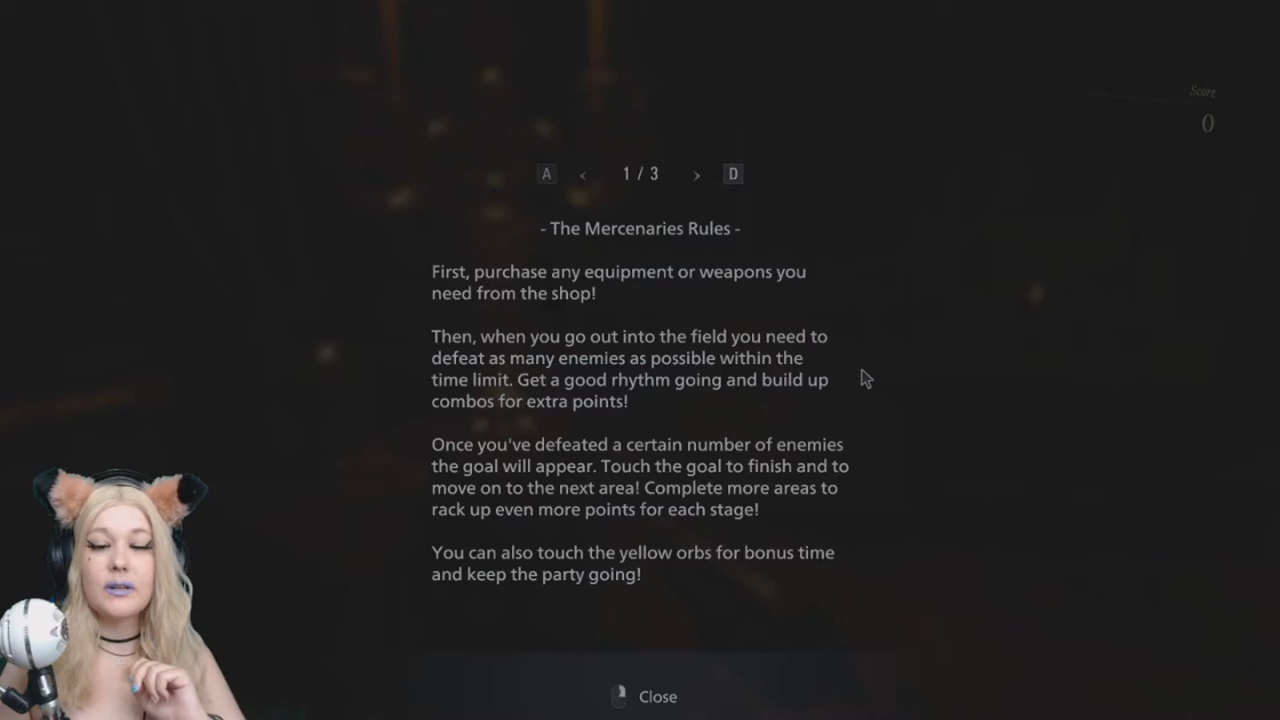 Score
0
A < 1 / 3 > D
- The Mercenaries Rules -
First, purchase any equipment or weapons you
need from the shop!
Then, when you go out into the field you need to
defeat as many enemies as possible within the
time limit. Get a good rhythm going and build up
combos for extra points!
Once you've defeated a certain number of enemies
the goal will appear. Touch the goal to finish and to
move on to the next area! Complete more areas to
rack up even more points for each stage!
You can also touch the yellow orbs for bonus time
and keep the party going!
Close